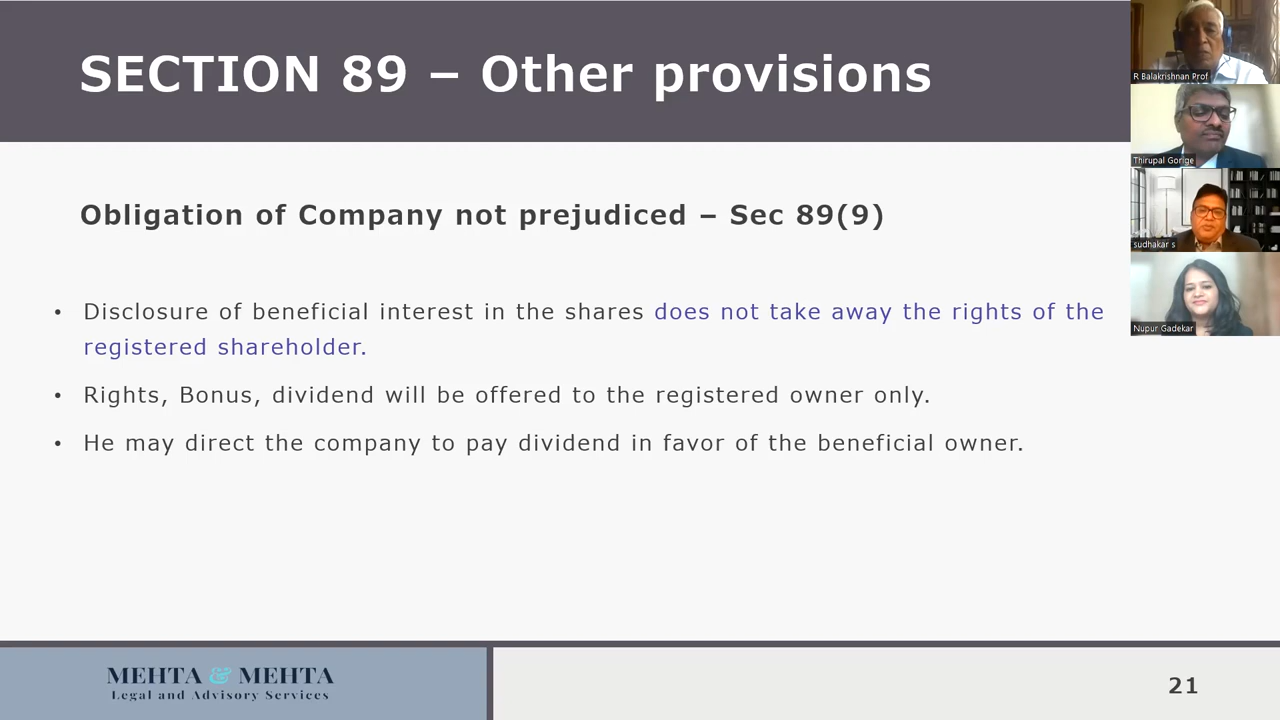 SECTION 89 – Other provisions
Obligation of Company not prejudiced – Sec 89(9)
• Disclosure of beneficial interest in the shares does not take away the rights of the
registered shareholder.
• Rights, Bonus, dividend will be offered to the registered owner only.
• He may direct the company to pay dividend in favor of the beneficial owner.
R Balakrishnan Prof
Thirupal Gorige
sudhakar s
Nupur Gadekar
MEHTA & MEHTA
Legal and Advisory Services
21